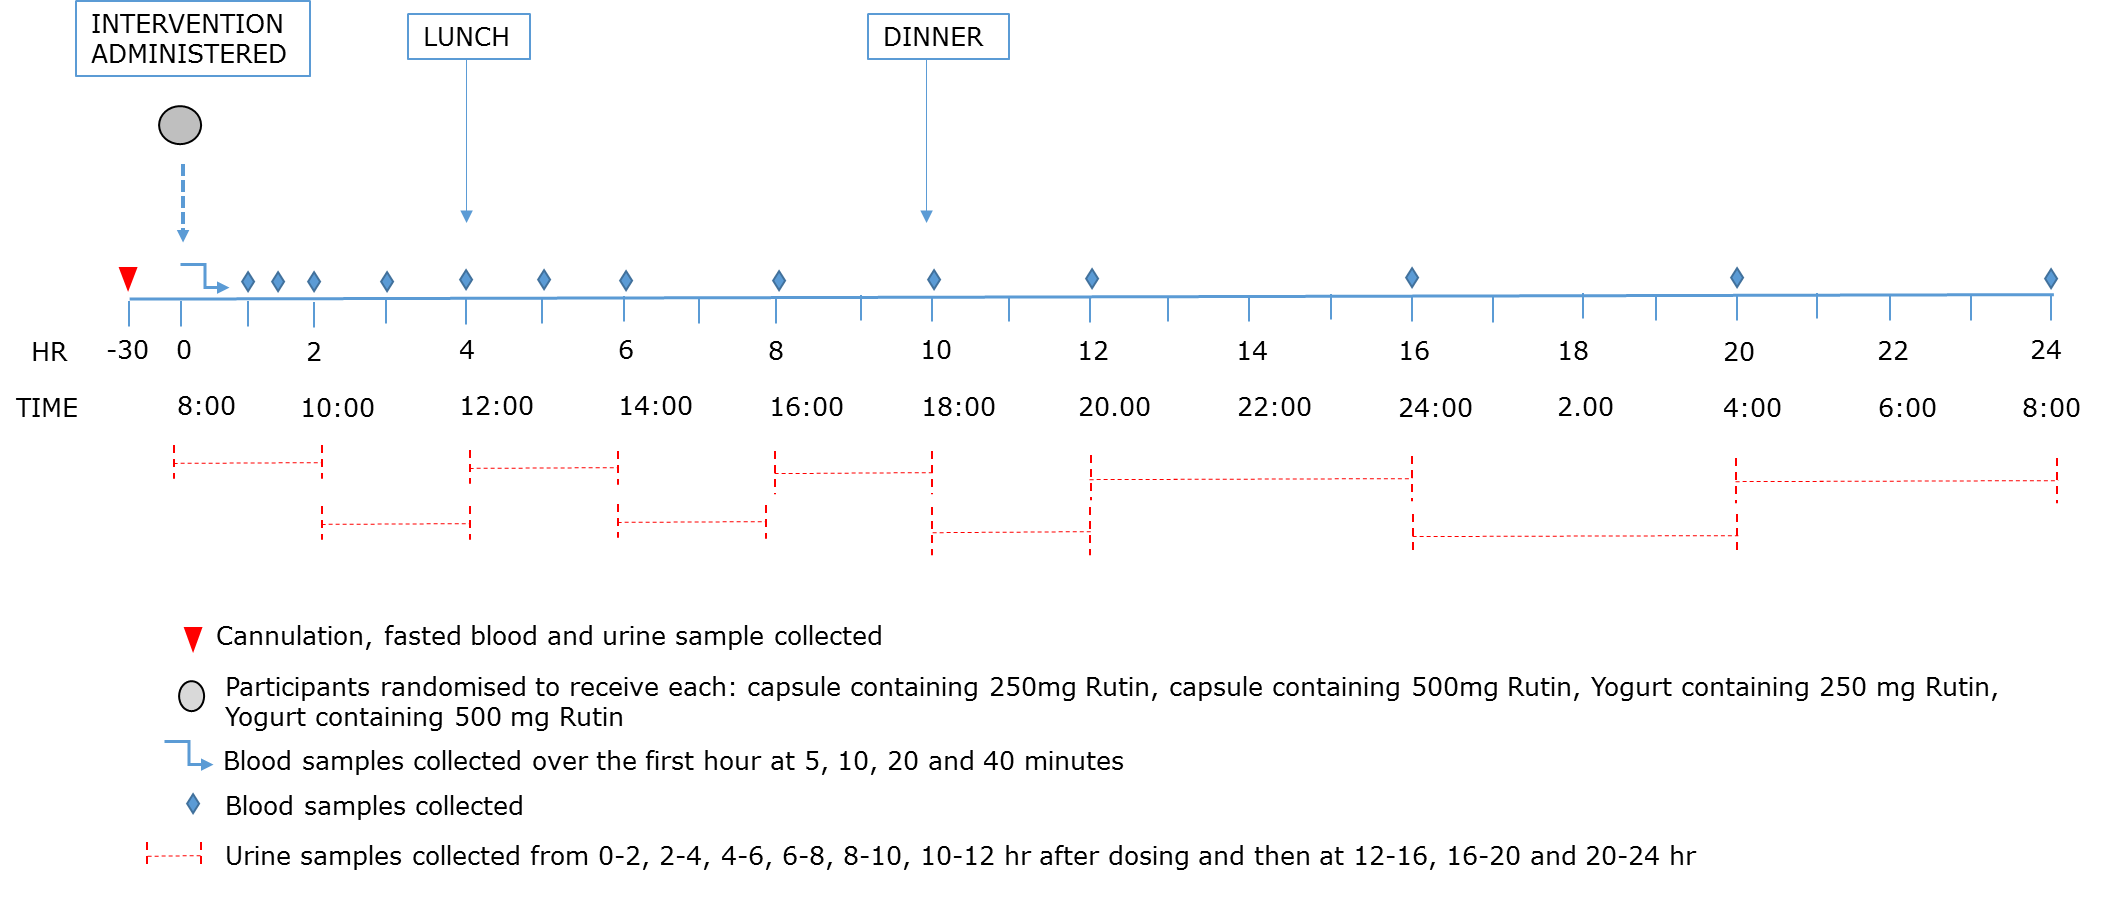 INTERVENTION
ADMINISTERED
LUNCH
DINNER
HR -30 0 2 4 6 8 10 12 14 16 18 20 22 24
TIME 8:00 10:00 12:00 14:00 16:00 18:00 20.00 22:00 24:00 2.00 4:00 6:00 8:00
Cannulation, fasted blood and urine sample collected
Participants randomised to receive each: capsule containing 250mg Rutin, capsule containing 500mg Rutin, Yogurt containing 250 mg Rutin,
Yogurt containing 500 mg Rutin
Blood samples collected over the first hour at 5, 10, 20 and 40 minutes
Blood samples collected
Urine samples collected from 0-2, 2-4, 4-6, 6-8, 8-10, 10-12 hr after dosing and then at 12-16, 16-20 and 20-24 hr